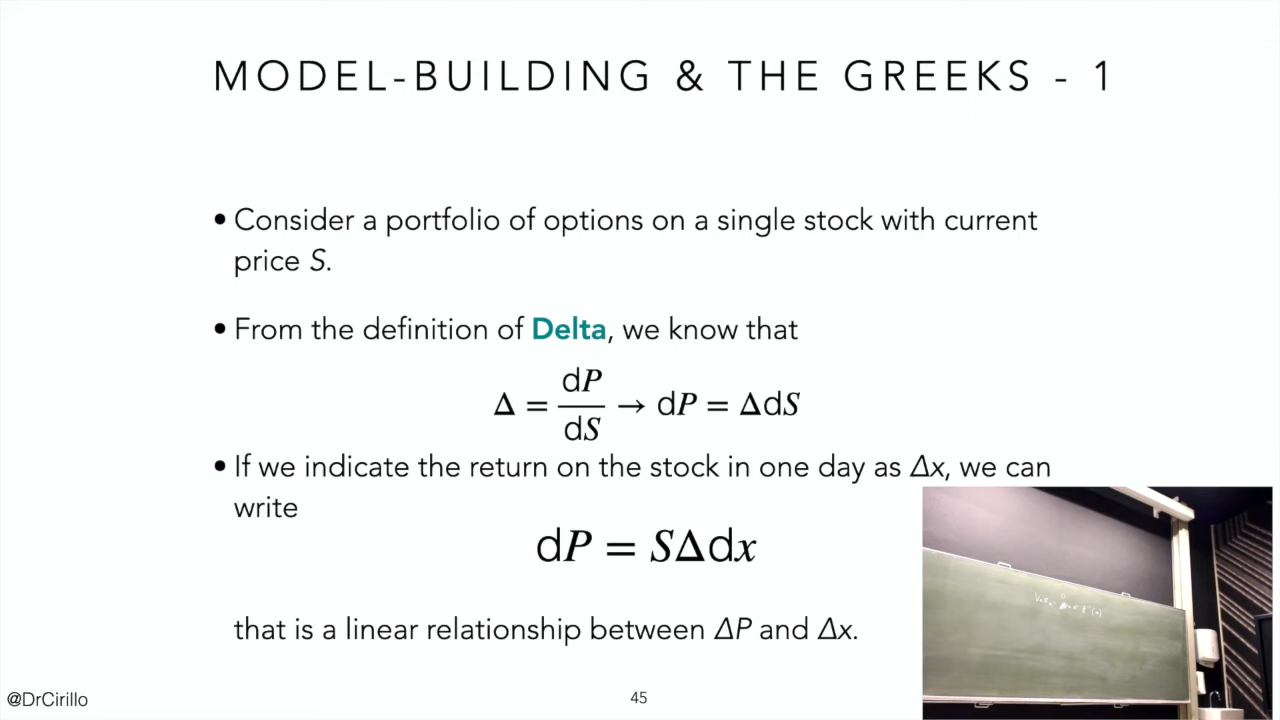 MODEL-BUILDING & THE GREEKS - 1
• Consider a portfolio of options on a single stock with current
price S.
• From the definition of Delta, we know that
Δ = dP/dS → dP = ΔdS
• If we indicate the return on the stock in one day as Δx, we can
write
dP = SΔdx
that is a linear relationship between ΔP and Δx.
@DrCirillo
45